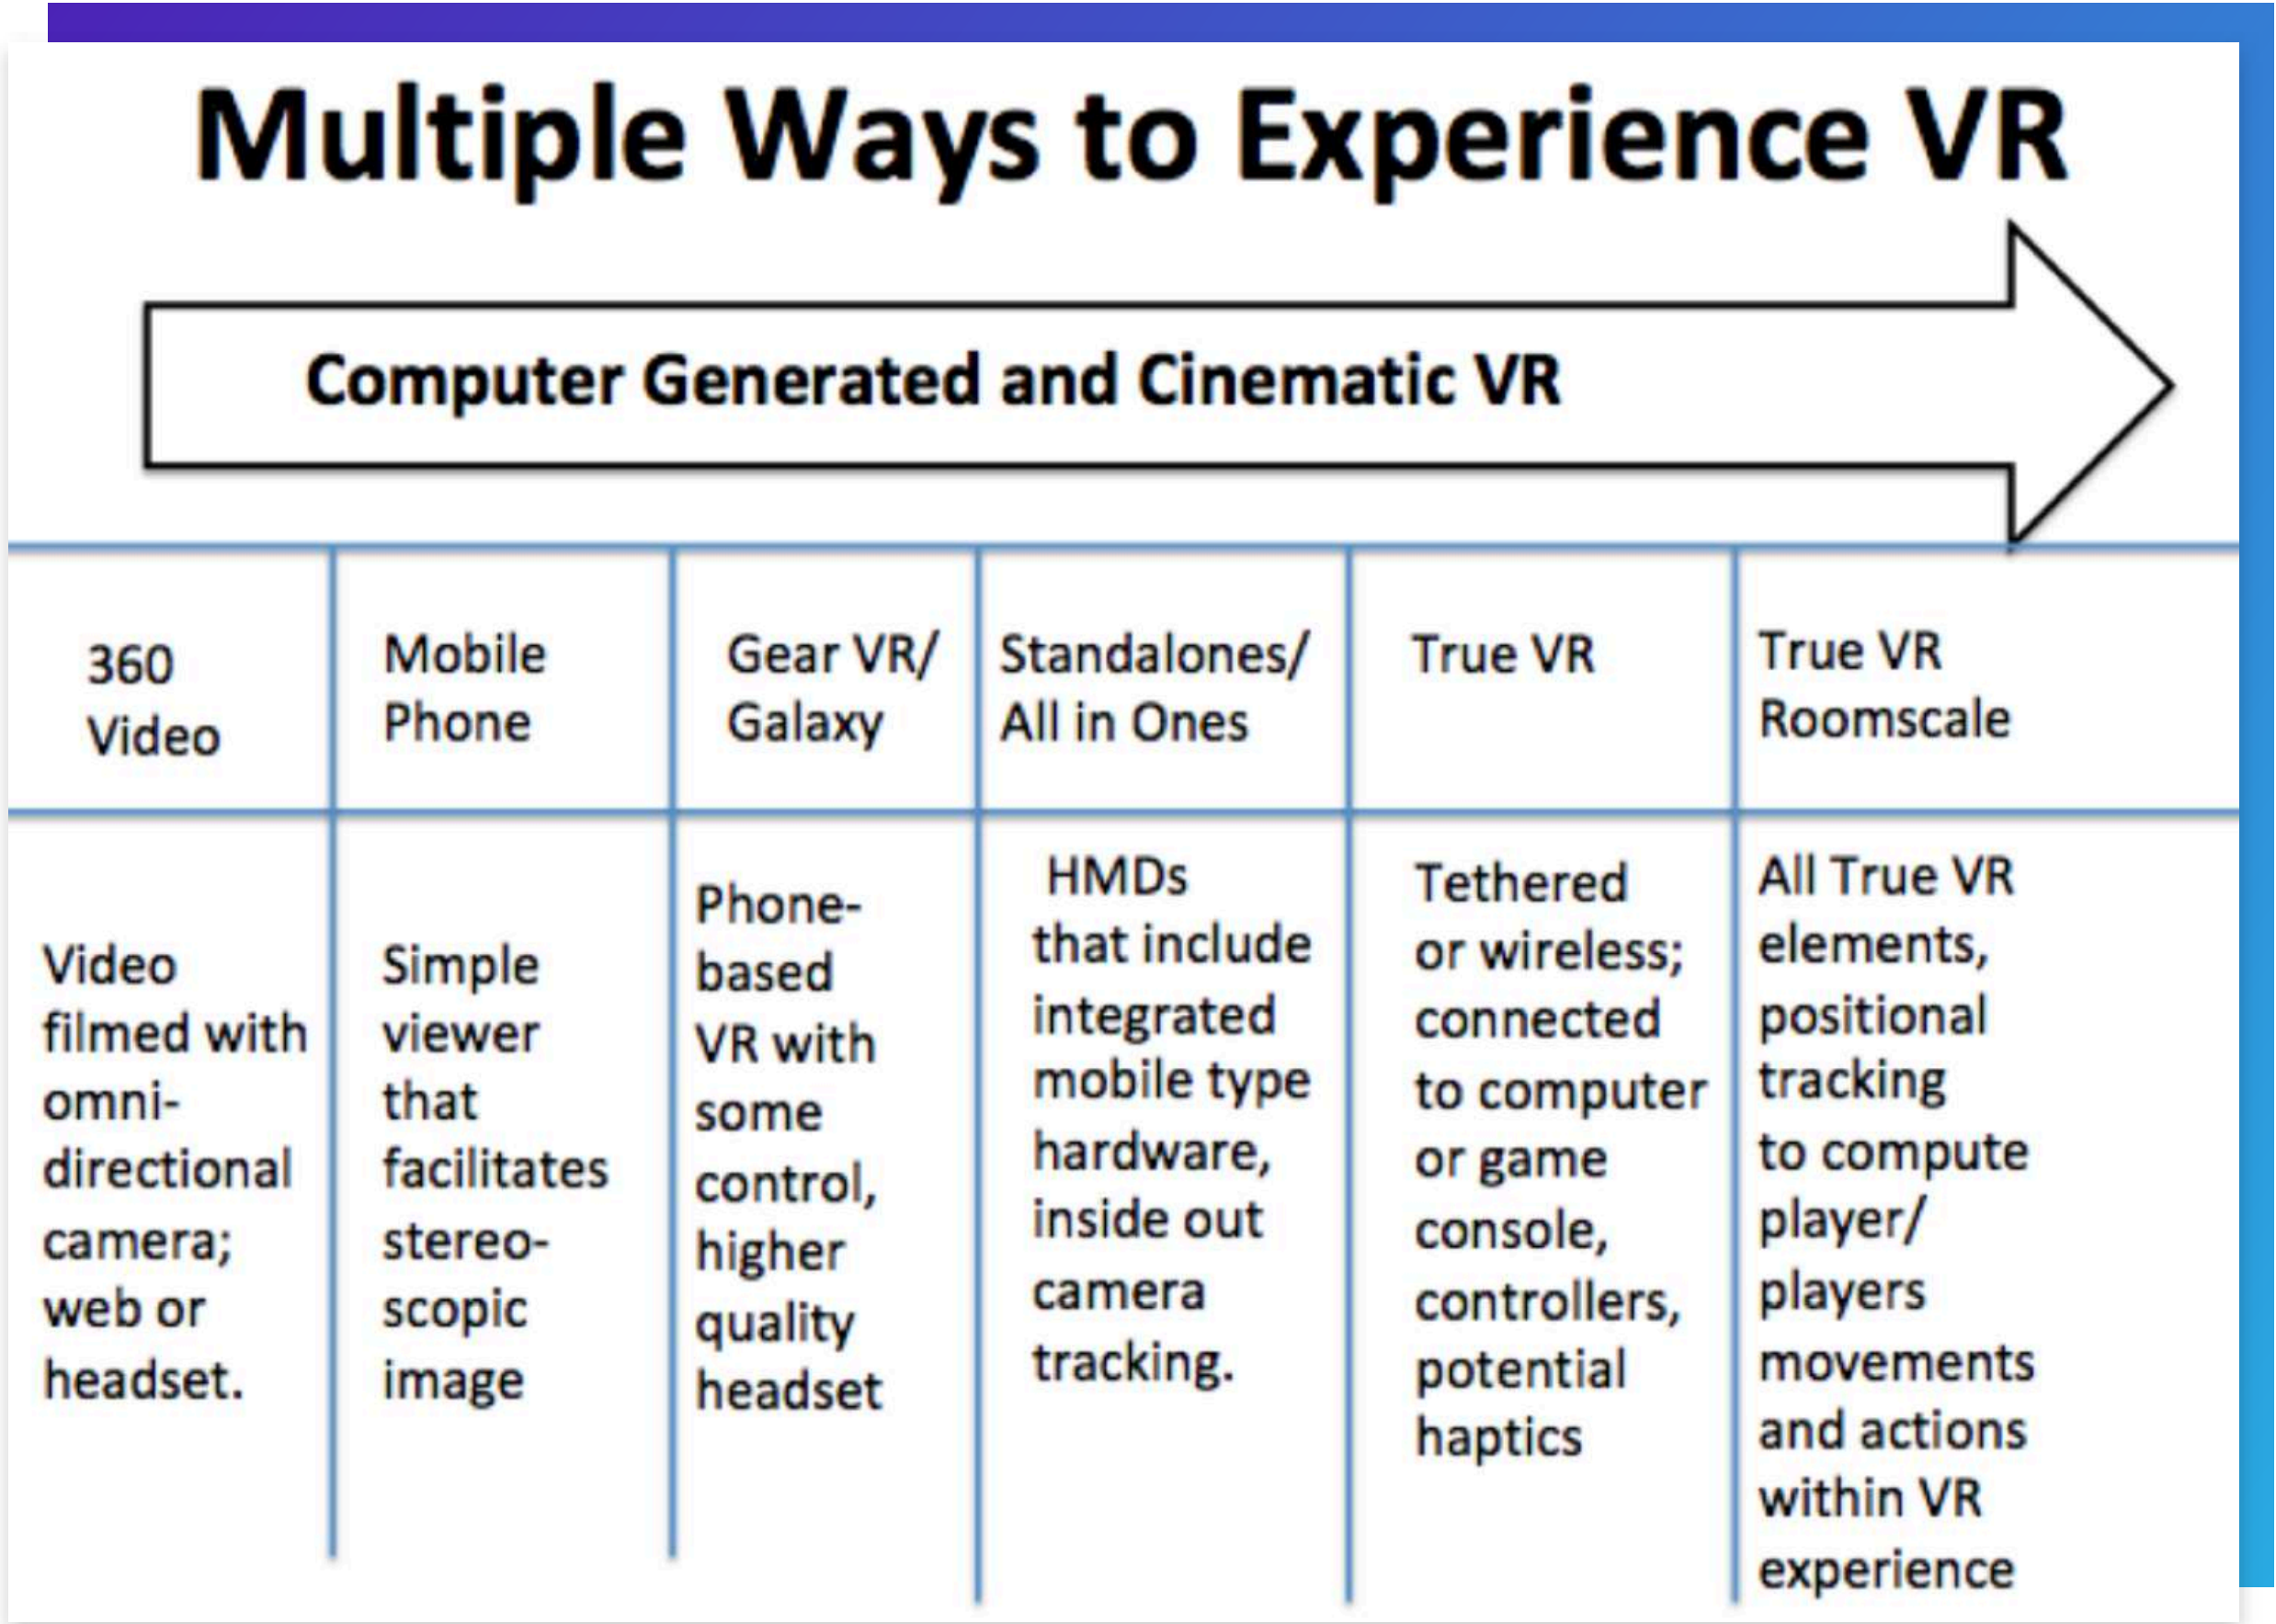 Multiple Ways to Experience VR
Computer Generated and Cinematic VR
360
Video
Mobile
Phone
Gear VR/
Galaxy
Standalones/
All in Ones
True VR
True VR
Roomscale
Video
filmed with
omni-
directional
camera;
web or
headset.
Simple
viewer
that
facilitates
stereo-
scopic
image
Phone-
based
VR with
some
control,
higher
quality
headset
HMDs
that include
integrated
mobile type
hardware,
inside out
camera
tracking.
Tethered
or wireless;
connected
to computer
or game
console,
controllers,
potential
haptics
All True VR
elements,
positional
tracking
to compute
player/
players
movements
and actions
within VR
experience